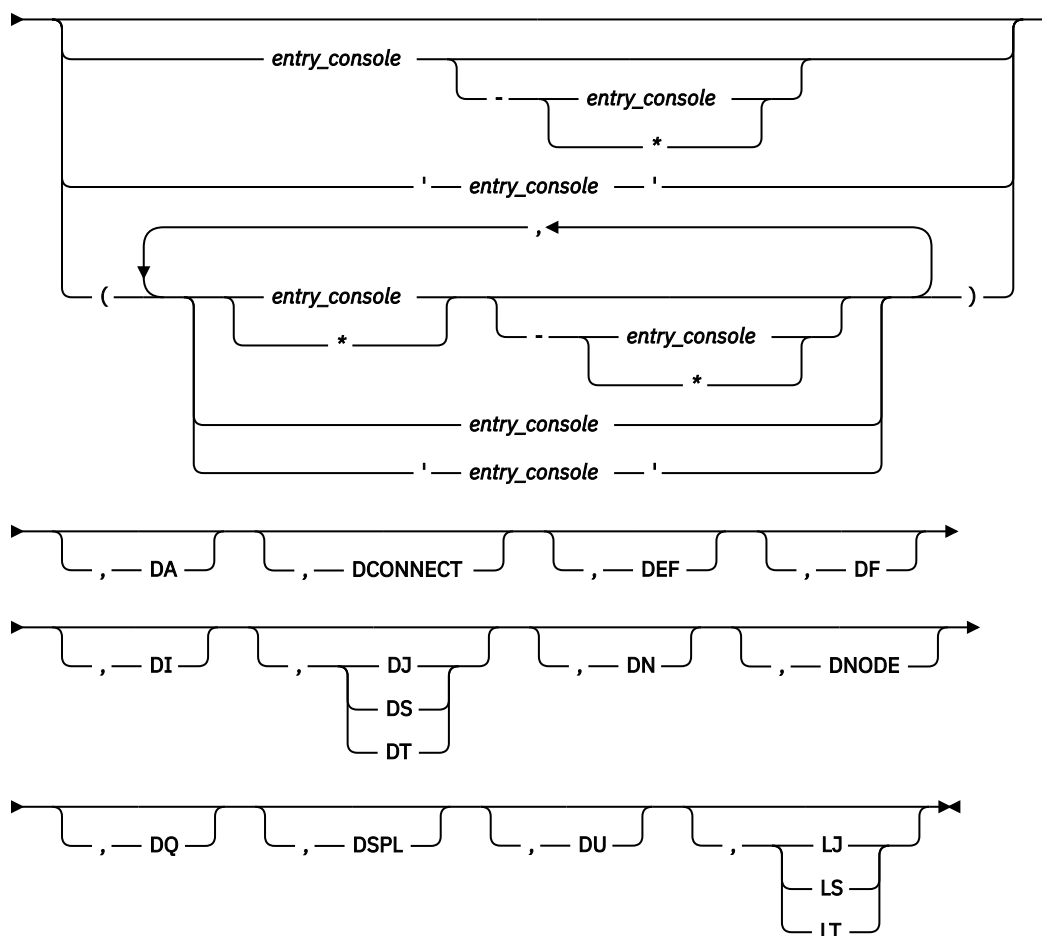 entry_console
- entry_console
*
' entry_console '
,
( entry_console )
* - entry_console
*
entry_console
' entry_console '
, DA , DCONNECT , DEF , DF
, DI , DJ , DN , DNODE
DS
DT
, DQ , DSPL , DU , LJ
LS
LT